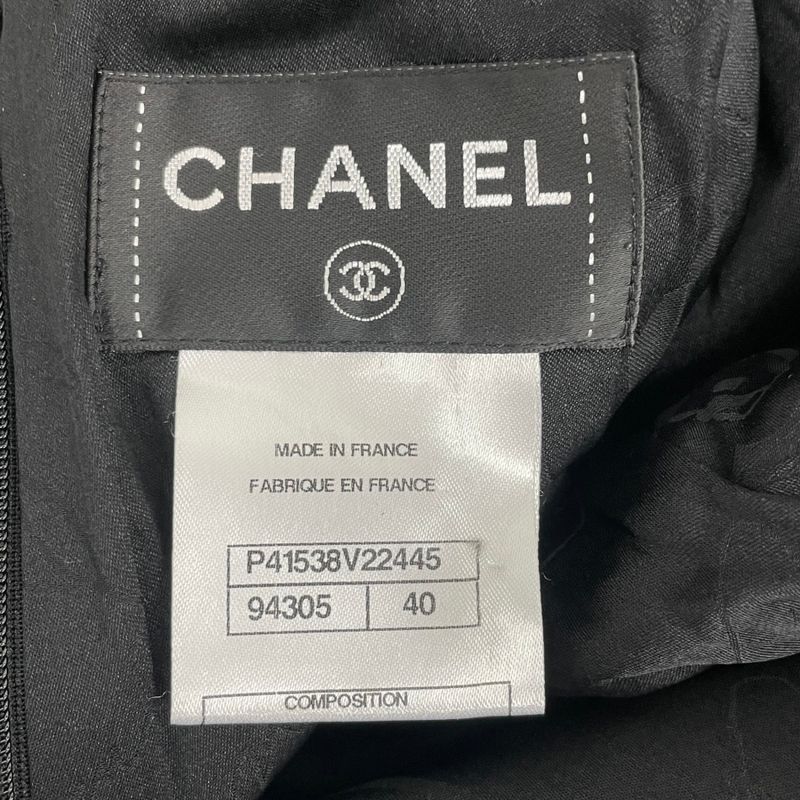 CHANEL
MADE IN FRANCE
FABRIQUE EN FRANCE
P41538V22445
94305 40
COMPOSITION